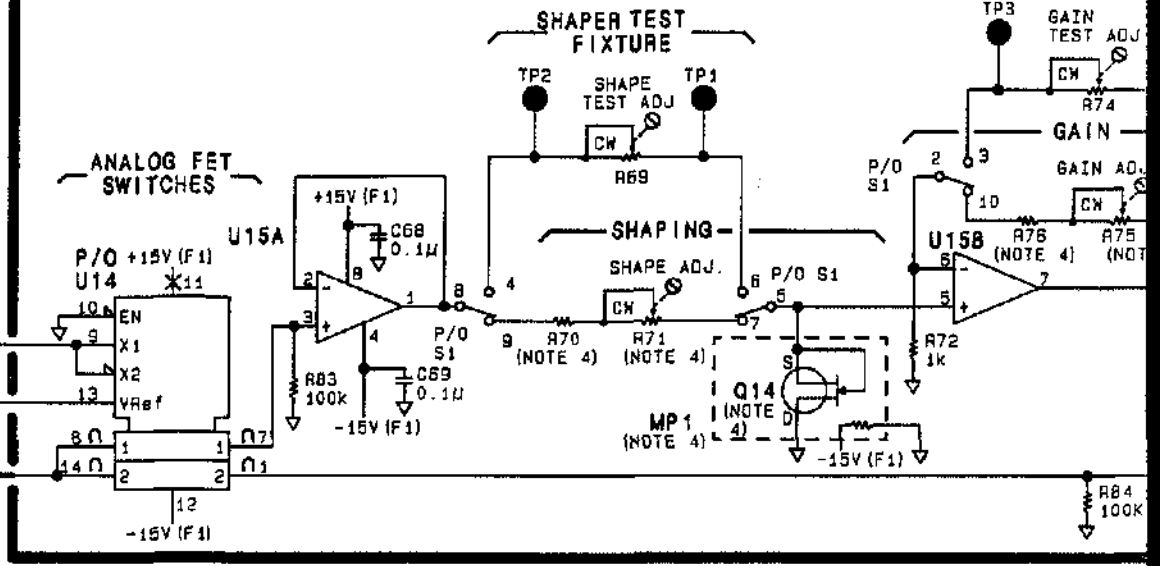 SHAPER TEST
FIXTURE
TP2
SHAPE
TEST ADJ
TP1
CW
R69
TP3
GAIN
TEST ADJ
CW
R74
GAIN
P/O
S1
2
3
10
GAIN ADJ.
CW
R76
(NOTE 4)
R75
(NOT
ANALOG FET
SWITCHES
P/O
U14
+15V (F1)
11
10
EN
9
X1
X2
13
VRef
8
1
1
7
14
2
2
1
12
-15V (F1)
U15A
+15V (F1)
C68
0.1µ
8
2
-
3
+
1
4
R83
100k
C69
0.1µ
-15V (F1)
8
P/O
S1
4
9
SHAPING
SHAPE ADJ.
CW
R70
(NOTE 4)
R71
(NOTE 4)
6
P/O S1
5
7
S
Q14
(NOTE
4)
D
MP1
(NOTE 4)
-15V (F1)
U15B
6
-
5
+
7
R72
1k
R84
100K